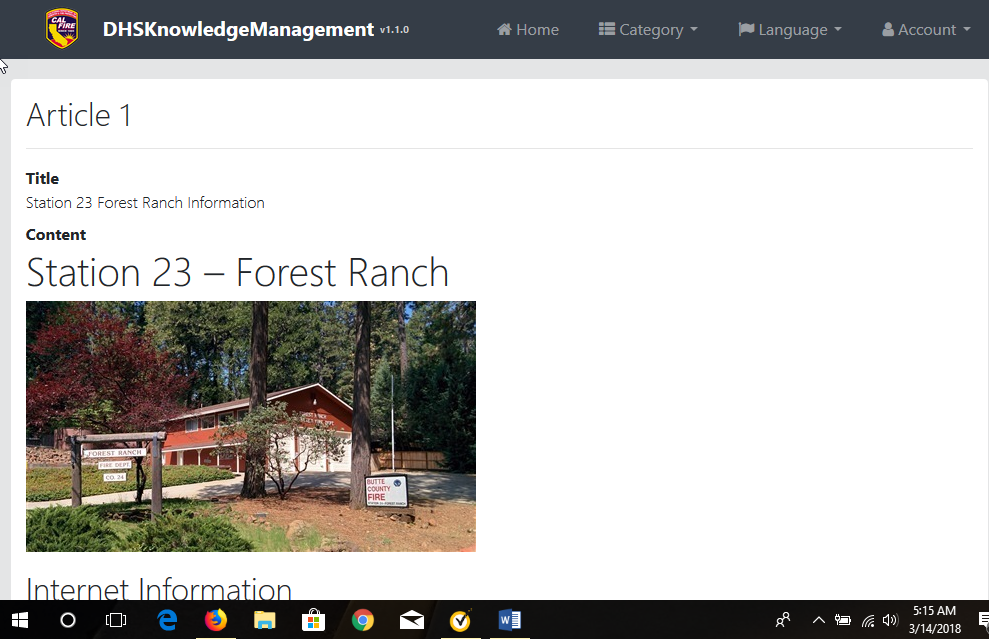 CAL
FIRE
DHSKnowledgeManagement v1.1.0
Home
Category
Language
Account
Article 1
Title
Station 23 Forest Ranch Information
Content
Station 23 – Forest Ranch
FOREST RANCH
FIRE DEPT
CO. 24
BUTTE
COUNTY
FIRE
Internet Information
5:15 AM
3/14/2018